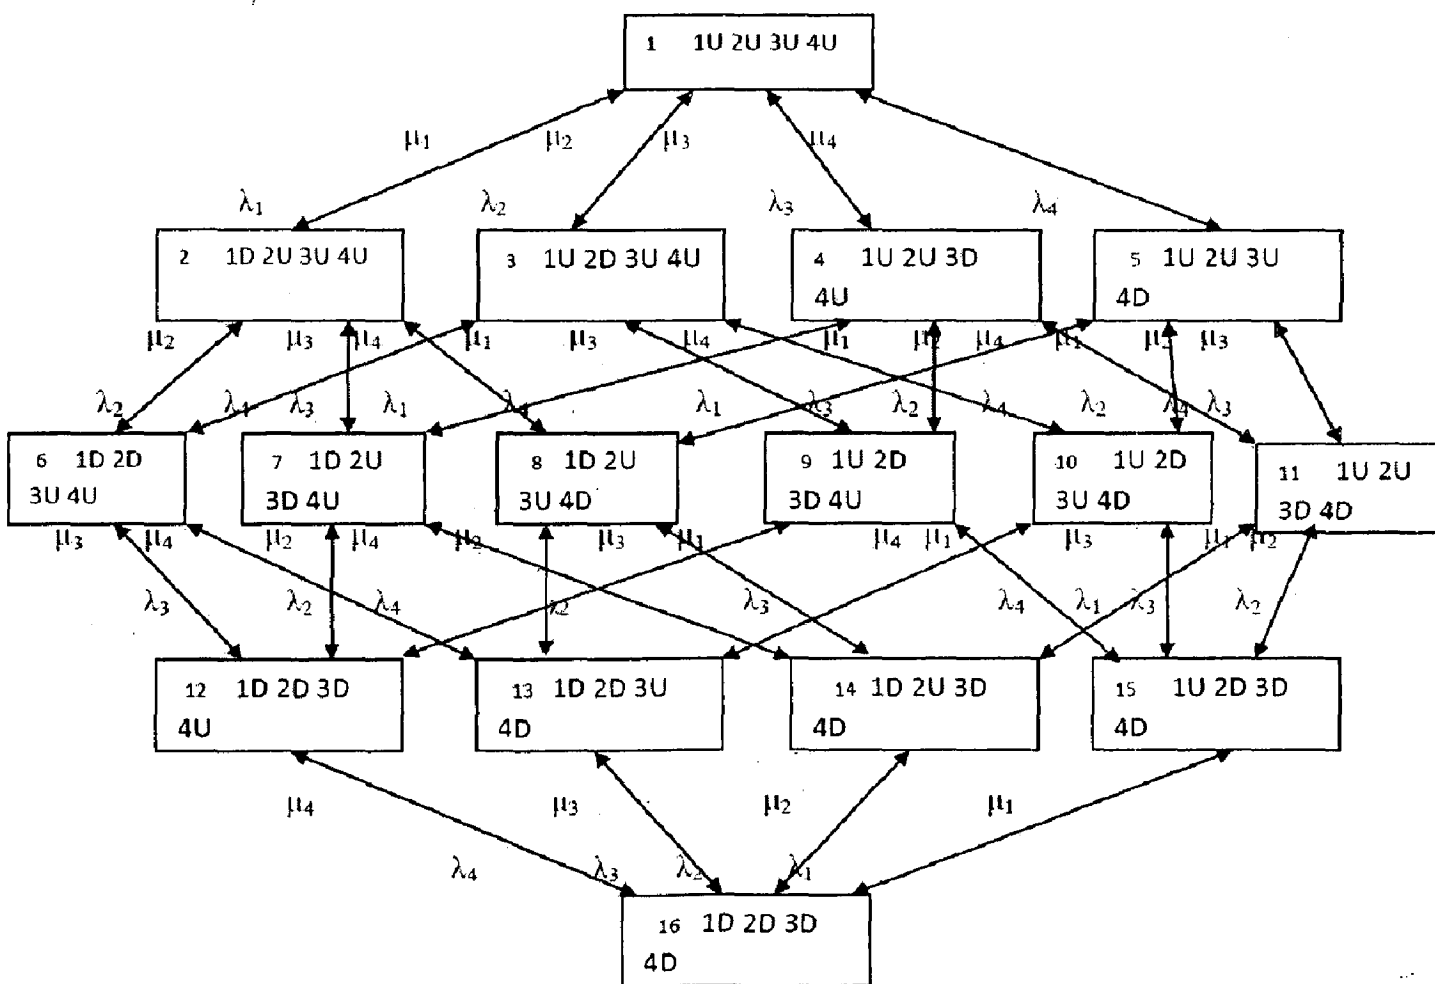 1 1U 2U 3U 4U
μ1 μ2 μ3 μ4
λ1 λ2 λ3 λ4
2 1D 2U 3U 4U
3 1U 2D 3U 4U
4 1U 2U 3D
4U
5 1U 2U 3U
4D
μ2 μ3 μ4 μ1 μ3 μ4 μ1 μ2 μ4 μ1 μ3
λ2 λ4 λ3 λ1 λ4 λ1 λ3 λ2 λ4 λ2 λ4 λ3
6 1D 2D
3U 4U
7 1D 2U
3D 4U
8 1D 2U
3U 4D
9 1U 2D
3D 4U
10 1U 2D
3U 4D
11 1U 2U
3D 4D
μ3 μ4 μ2 μ4 μ2 μ3 μ1 μ4 μ1 μ3 μ1 μ2
λ3 λ2 λ4 λ2 λ3 λ4 λ1 λ3 λ2
12 1D 2D 3D
4U
13 1D 2D 3U
4D
14 1D 2U 3D
4D
15 1U 2D 3D
4D
μ4 μ3 μ2 μ1
λ4 λ3 λ2 λ1
16 1D 2D 3D
4D